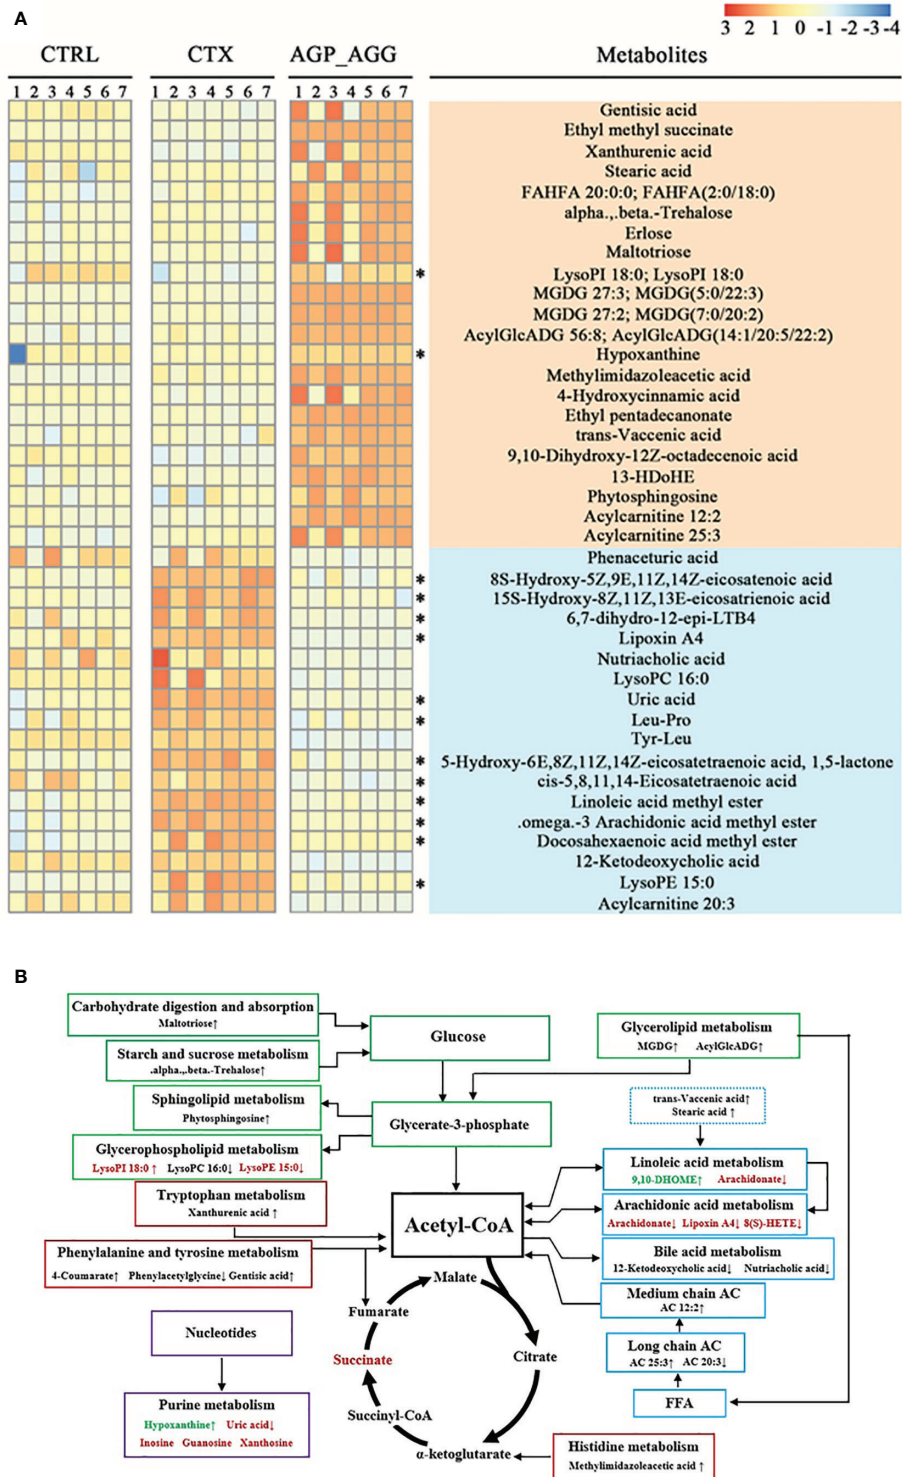 A
3 2 1 0 -1 -2 -3 -4
CTRL CTX AGP_AGG Metabolites
1 2 3 4 5 6 7 1 2 3 4 5 6 7 1 2 3 4 5 6 7
Gentisic acid
Ethyl methyl succinate
Xanthurenic acid
Stearic acid
FAHFA 20:0:0; FAHFA(2:0/18:0)
alpha.,.beta.-Trehalose
Erlose
Maltotriose
* LysoPI 18:0; LysoPI 18:0
MGDG 27:3; MGDG(5:0/22:3)
MGDG 27:2; MGDG(7:0/20:2)
AcylGlcADG 56:8; AcylGlcADG(14:1/20:5/22:2)
* Hypoxanthine
Methylimidazoleacetic acid
4-Hydroxycinnamic acid
Ethyl pentadecanonate
trans-Vaccenic acid
9,10-Dihydroxy-12Z-octadecenoic acid
13-HDoHE
Phytosphingosine
Acylcarnitine 12:2
Acylcarnitine 25:3
Phenaceturic acid
* 8S-Hydroxy-5Z,9E,11Z,14Z-eicosatenoic acid
* 15S-Hydroxy-8Z,11Z,13E-eicosatrienoic acid
* 6,7-dihydro-12-epi-LTB4
* Lipoxin A4
Nutriacholic acid
LysoPC 16:0
* Uric acid
* Leu-Pro
Tyr-Leu
* 5-Hydroxy-6E,8Z,11Z,14Z-eicosatetraenoic acid, 1,5-lactone
* cis-5,8,11,14-Eicosatetraenoic acid
* Linoleic acid methyl ester
* .omega.-3 Arachidonic acid methyl ester
* Docosahexaenoic acid methyl ester
12-Ketodeoxycholic acid
* LysoPE 15:0
Acylcarnitine 20:3
B
Carbohydrate digestion and absorption
Maltotriose↑
Starch and sucrose metabolism
.alpha.,.beta.-Trehalose↑
Sphingolipid metabolism
Phytosphingosine↑
Glycerophospholipid metabolism
LysoPI 18:0 ↑ LysoPC 16:0↓ LysoPE 15:0↓
Tryptophan metabolism
Xanthurenic acid ↑
Phenylalanine and tyrosine metabolism
4-Coumarate↑ Phenylacetylglycine↓ Gentisic acid↑
Nucleotides
Purine metabolism
Hypoxanthine↑ Uric acid↓
Inosine Guanosine Xanthosine
Glucose
Glycerate-3-phosphate
Acetyl-CoA
Malate
Fumarate
Succinate
Citrate
Succinyl-CoA
α-ketoglutarate
Glycerolipid metabolism
MGDG↑ AcylGlcADG↑
trans-Vaccenic acid↑
Stearic acid ↑
Linoleic acid metabolism
9,10-DHOME↑ Arachidonate↓
Arachidonic acid metabolism
Arachidonate↓ Lipoxin A4↓ 8(S)-HETE↓
Bile acid metabolism
12-Ketodeoxycholic acid↓ Nutriacholic acid↓
Medium chain AC
AC 12:2↑
Long chain AC
AC 25:3↑ AC 20:3↓
FFA
Histidine metabolism
Methylimidazoleacetic acid ↑